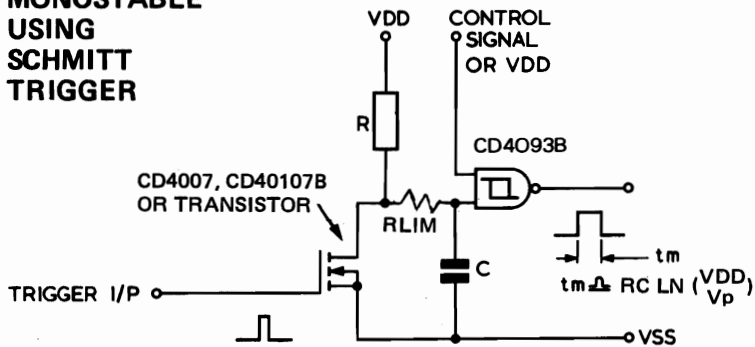 MONOSTABLE
USING
SCHMITT
TRIGGER
VDD
CONTROL
SIGNAL
OR VDD
R
CD4093B
CD4007, CD40107B
OR TRANSISTOR
RLIM
C
tm
tm ≏ RC LN (VDD/Vp)
TRIGGER I/P
VSS